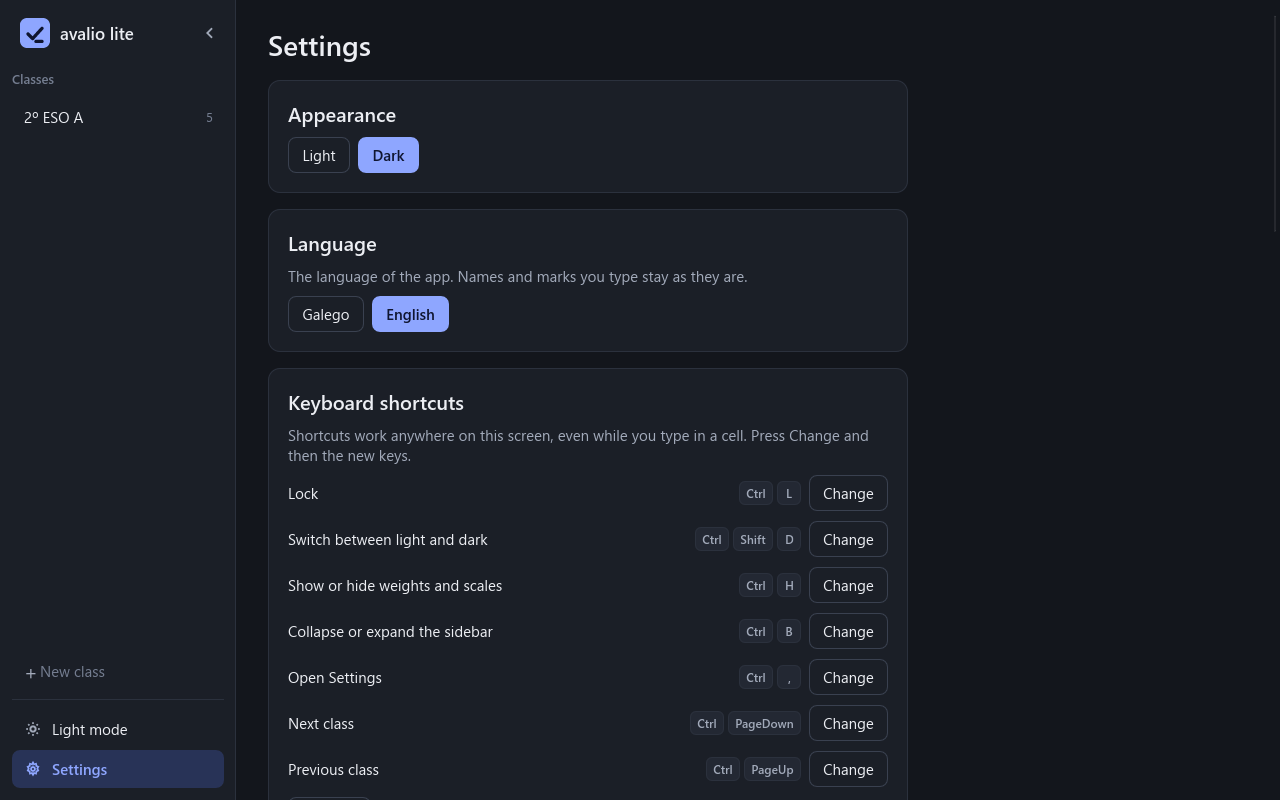 avalio lite
Classes
2º ESO A 5
+ New class
Light mode
Settings
Settings
Appearance
Light Dark
Language
The language of the app. Names and marks you type stay as they are.
Galego English
Keyboard shortcuts
Shortcuts work anywhere on this screen, even while you type in a cell. Press Change and
then the new keys.
Lock Ctrl L Change
Switch between light and dark Ctrl Shift D Change
Show or hide weights and scales Ctrl H Change
Collapse or expand the sidebar Ctrl B Change
Open Settings Ctrl , Change
Next class Ctrl PageDown Change
Previous class Ctrl PageUp Change